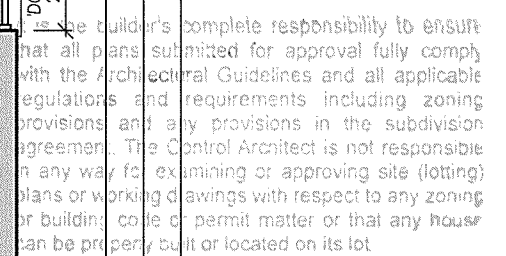 DO
It is the builder's complete responsibility to ensure
that all plans submitted for approval fully comply
with the Architectural Guidelines and all applicable
regulations and requirements including zoning
provisions and any provisions in the subdivision
agreement. The Control Architect is not responsible
in any way for examining or approving site (lotting)
plans or working drawings with respect to any zoning
or building code or permit matter or that any house
can be properly built or located on its lot.